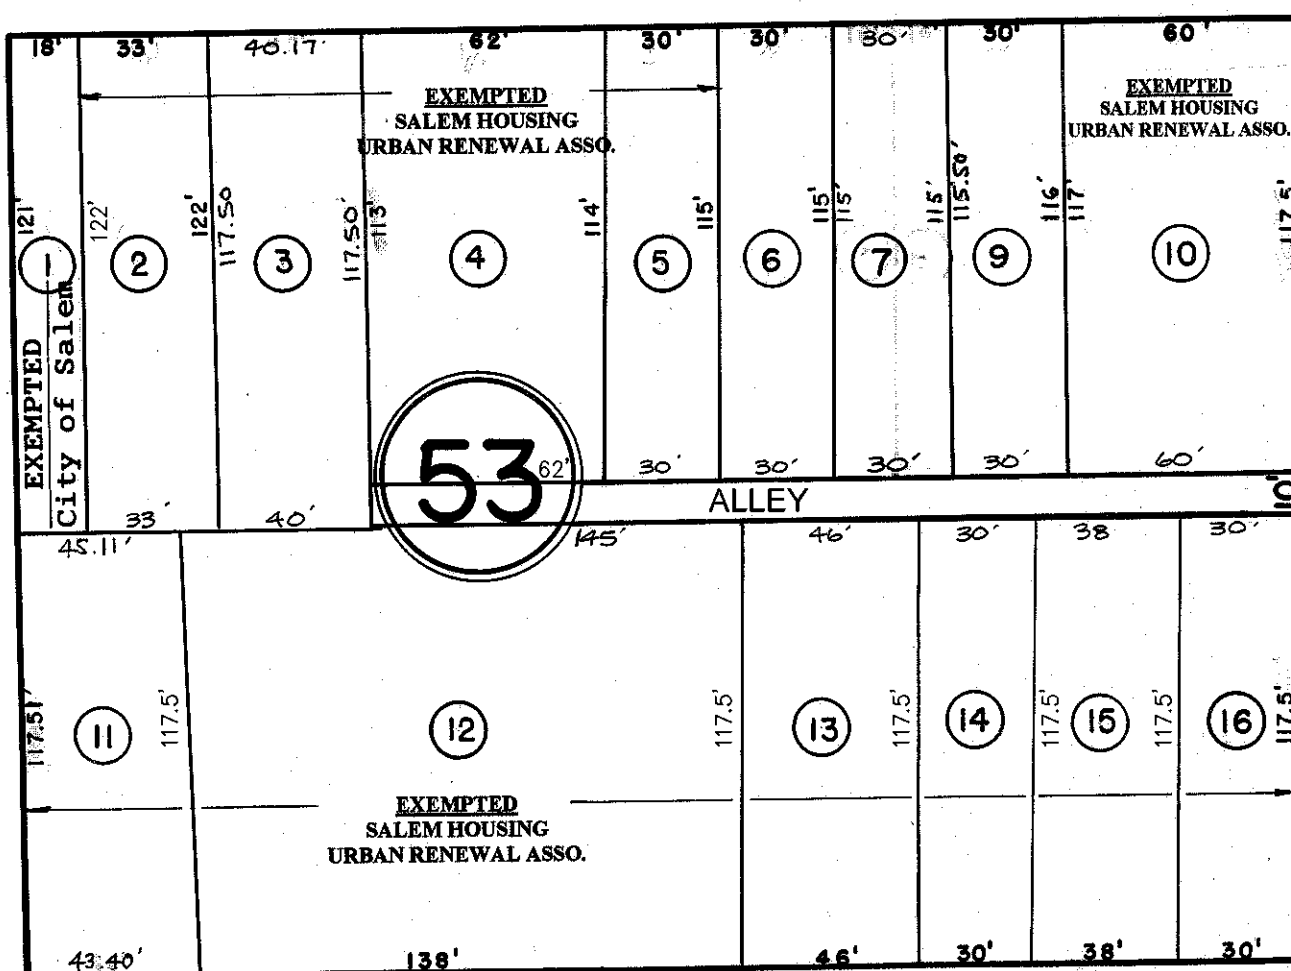 18' 33' 40.17' 62' 30' 30' 30' 30' 60'
EXEMPTED
SALEM HOUSING
URBAN RENEWAL ASSO.
EXEMPTED
SALEM HOUSING
URBAN RENEWAL ASSO.
121' 122' 122' 117.50 117.50' 113' 114' 115' 115' 115' 115' 115.50' 116' 117' 117.5'
1 2 3 4 5 6 7 9 10
EXEMPTED
City of Salem
53
33' 40' 62' 30' 30' 30' 30' 60'
ALLEY 10'
45.11' 145' 46' 30' 38 30'
117.51' 117.5' 117.5' 117.5' 117.5' 117.5' 117.5'
11 12 13 14 15 16
EXEMPTED
SALEM HOUSING
URBAN RENEWAL ASSO.
43.40' 138' 46' 30' 38' 30'